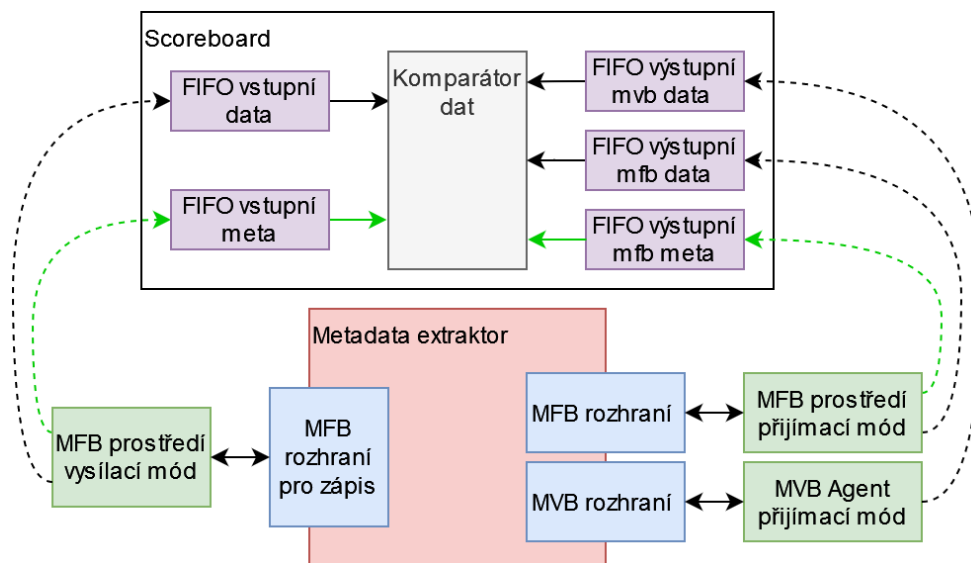 Scoreboard
FIFO vstupní
data
FIFO vstupní
meta
Komparátor
dat
FIFO výstupní
mvb data
FIFO výstupní
mfb data
FIFO výstupní
mfb meta
Metadata extraktor
MFB prostředí
vysílací mód
MFB
rozhraní
pro zápis
MFB rozhraní
MVB rozhraní
MFB prostředí
přijímací mód
MVB Agent
přijímací mód